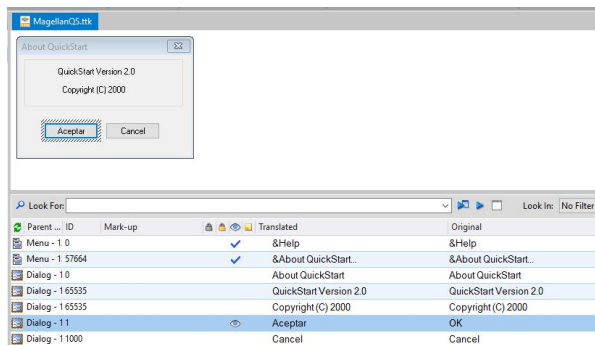 MagellanQS.ttk
About QuickStart
QuickStart Version 2.0
Copyright (C) 2000
Aceptar Cancel
Look For: Look In: No Filter
Parent ... ID Mark-up Translated Original
Menu - 1 0 &Help &Help
Menu - 1 57664 &About QuickStart... &About QuickStart...
Dialog - 1 0 About QuickStart About QuickStart
Dialog - 1 65535 QuickStart Version 2.0 QuickStart Version 2.0
Dialog - 1 65535 Copyright (C) 2000 Copyright (C) 2000
Dialog - 1 1 Aceptar OK
Dialog - 1 1000 Cancel Cancel